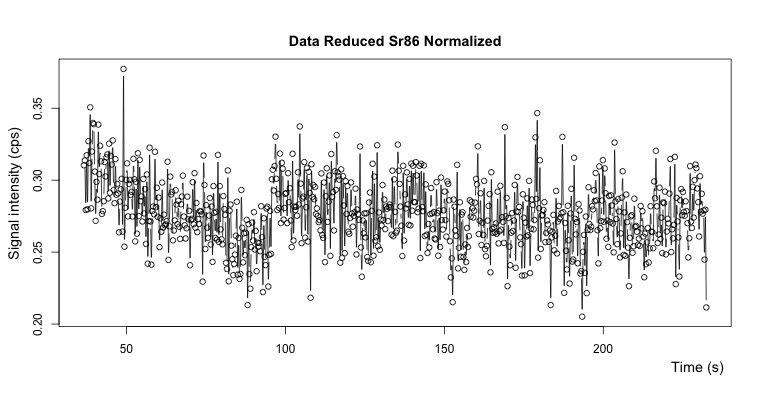 Data Reduced Sr86 Normalized
Signal intensity (cps)
0.35
0.30
0.25
0.20
50 100 150 200
Time (s)